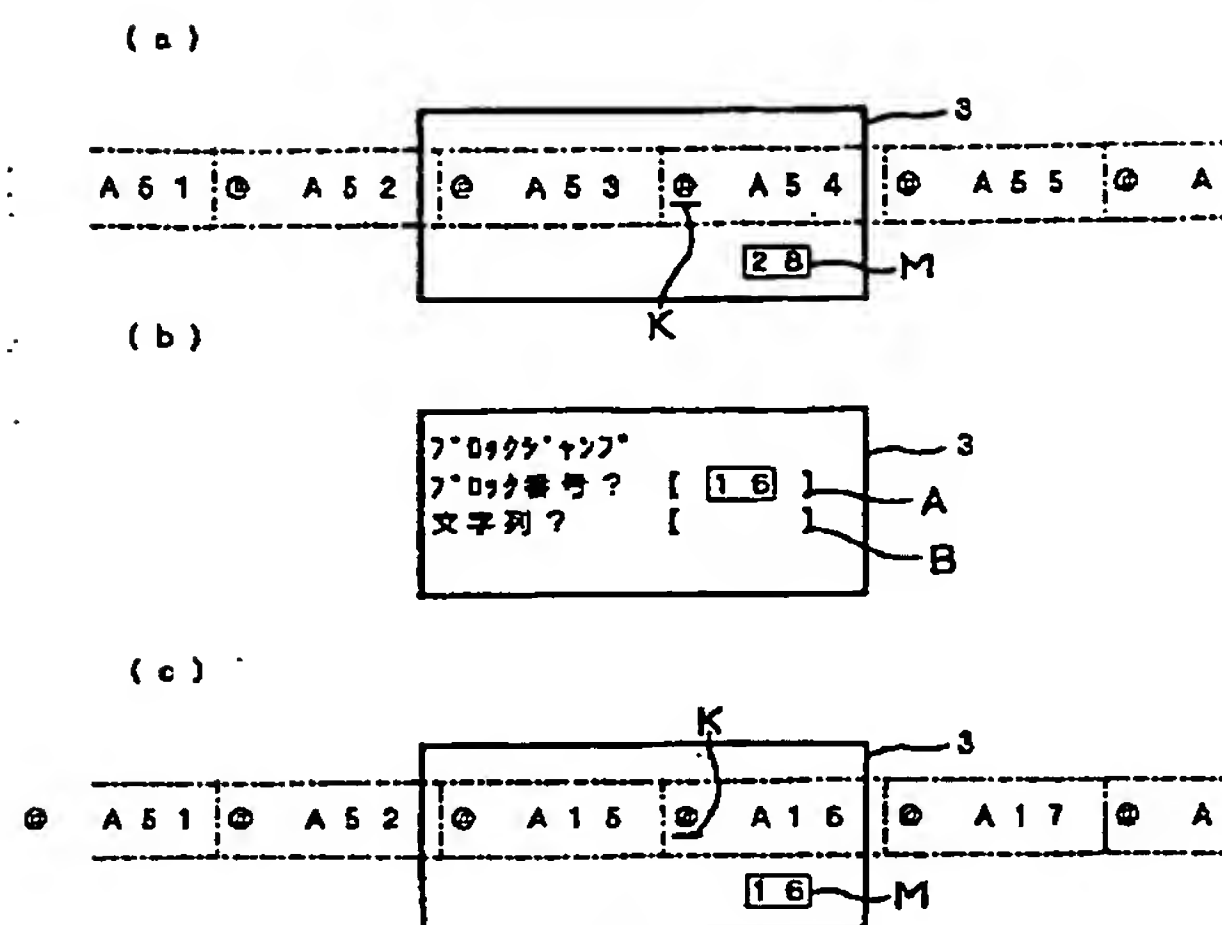 (a)
3
A51 @ A52 @ A53 @ A54 @ A55 @ A
28 M
K
(b)
ブロックジャンプ 3
ブロック番号? [ 16 ] A
文字列? [ ] B
(c)
K
3
@ A51 @ A52 @ A15 @ A16 @ A17 @ A
16 M